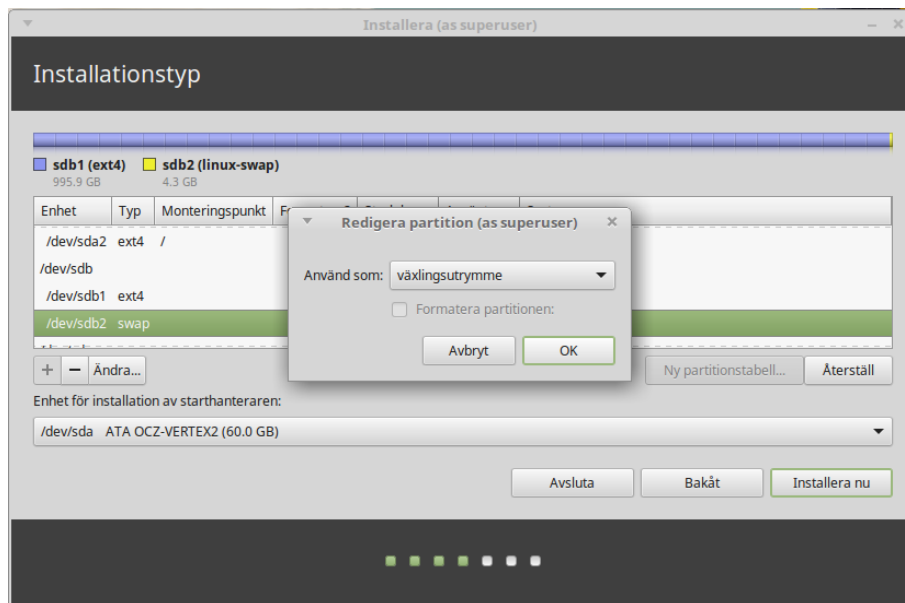 Installera (as superuser)
Installationstyp
sdb1 (ext4) sdb2 (linux-swap)
995.9 GB 4.3 GB
Enhet Typ Monteringspunkt
/dev/sda2 ext4 /
/dev/sdb
/dev/sdb1 ext4
/dev/sdb2 swap
Redigera partition (as superuser)
Använd som: växlingsutrymme
Formatera partitionen:
Avbryt OK
+ − Ändra... Ny partitionstabell... Återställ
Enhet för installation av starthanteraren:
/dev/sda ATA OCZ-VERTEX2 (60.0 GB)
Avsluta Bakåt Installera nu